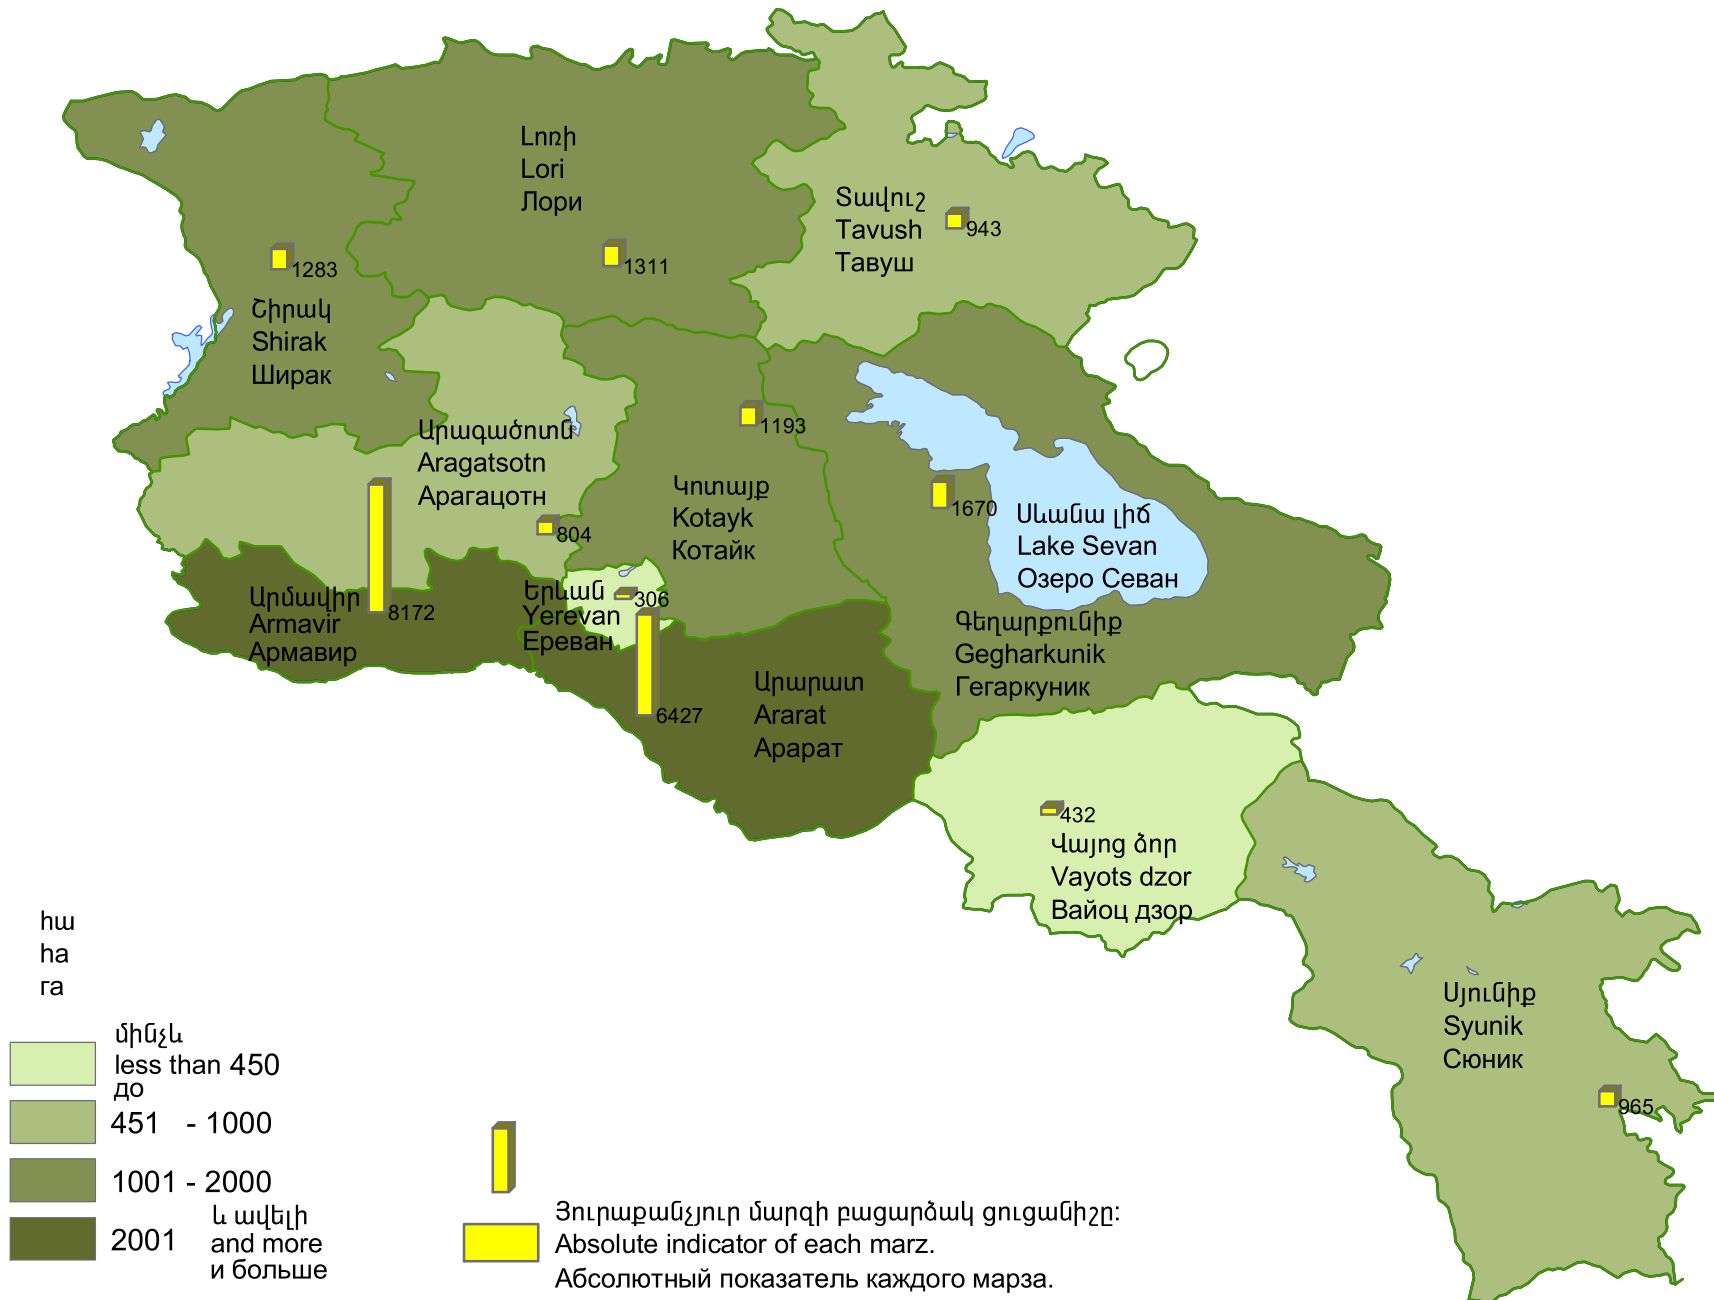 Լոռի
Lori
Лори
1311
Տավուշ
Tavush
Тавуш
943
1283
Շիրակ
Shirak
Ширак
Արագածոտն
Aragatsotn
Арагацотн
804
1193
Կոտայք
Kotayk
Котайк
1670
Սևանա լիճ
Lake Sevan
Озеро Севан
Արմավիր
Armavir
Армавир
8172
Երևան
Yerevan
Ереван
306
6427
Արարատ
Ararat
Арарат
Գեղարքունիք
Gegharkunik
Гегаркуник
432
Վայոց ձոր
Vayots dzor
Вайоц дзор
Սյունիք
Syunik
Сюник
965
հա
ha
га
մինչև
less than 450
до
451 - 1000
1001 - 2000
և ավելի
2001 and more
и больше
Յուրաքանչյուր մարզի բացարձակ ցուցանիշը:
Absolute indicator of each marz.
Абсолютный показатель каждого марза.